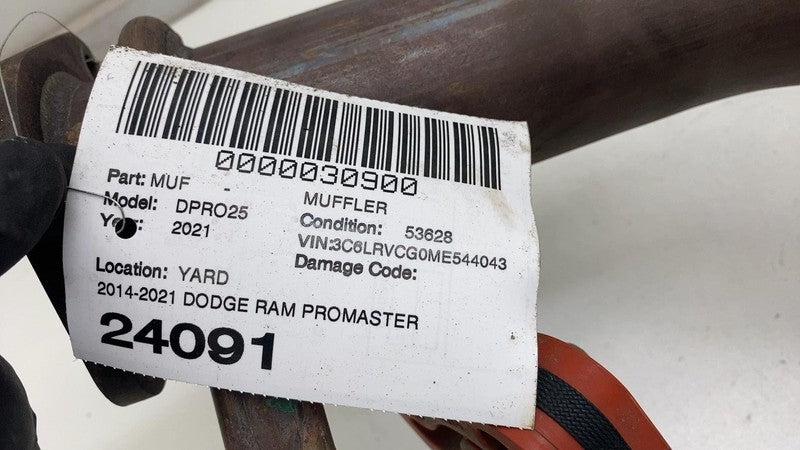 0000030900
Part: MUF - MUFFLER
Model: DPRO25 Condition: 53628
Year: 2021 VIN:3C6LRVCG0ME544043
Damage Code:
Location: YARD
2014-2021 DODGE RAM PROMASTER
24091